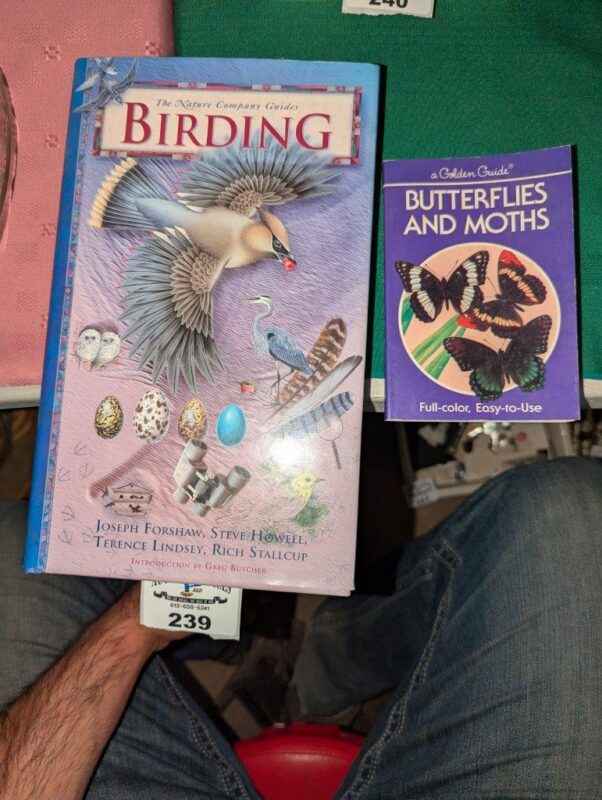 240
The Nature Company Guides
BIRDING
JOSEPH FORSHAW, STEVE HOWELL,
TERENCE LINDSEY, RICH STALLCUP
INTRODUCTION BY GREG BUTCHER
a Golden Guide®
BUTTERFLIES
AND MOTHS
Full-color, Easy-to-Use
239